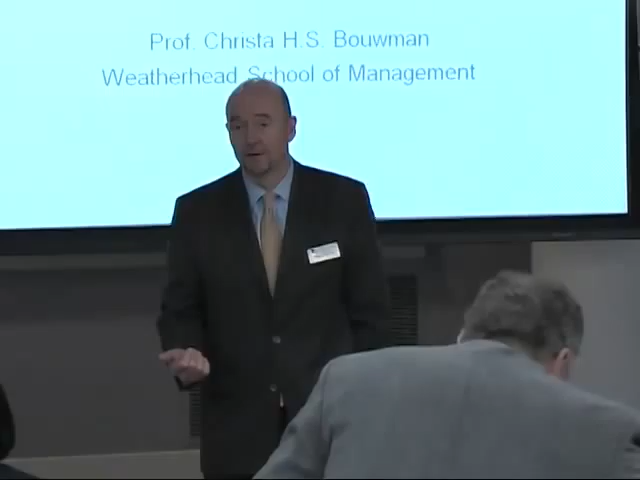 Prof. Christa H.S. Bouwman
Weatherhead School of Management